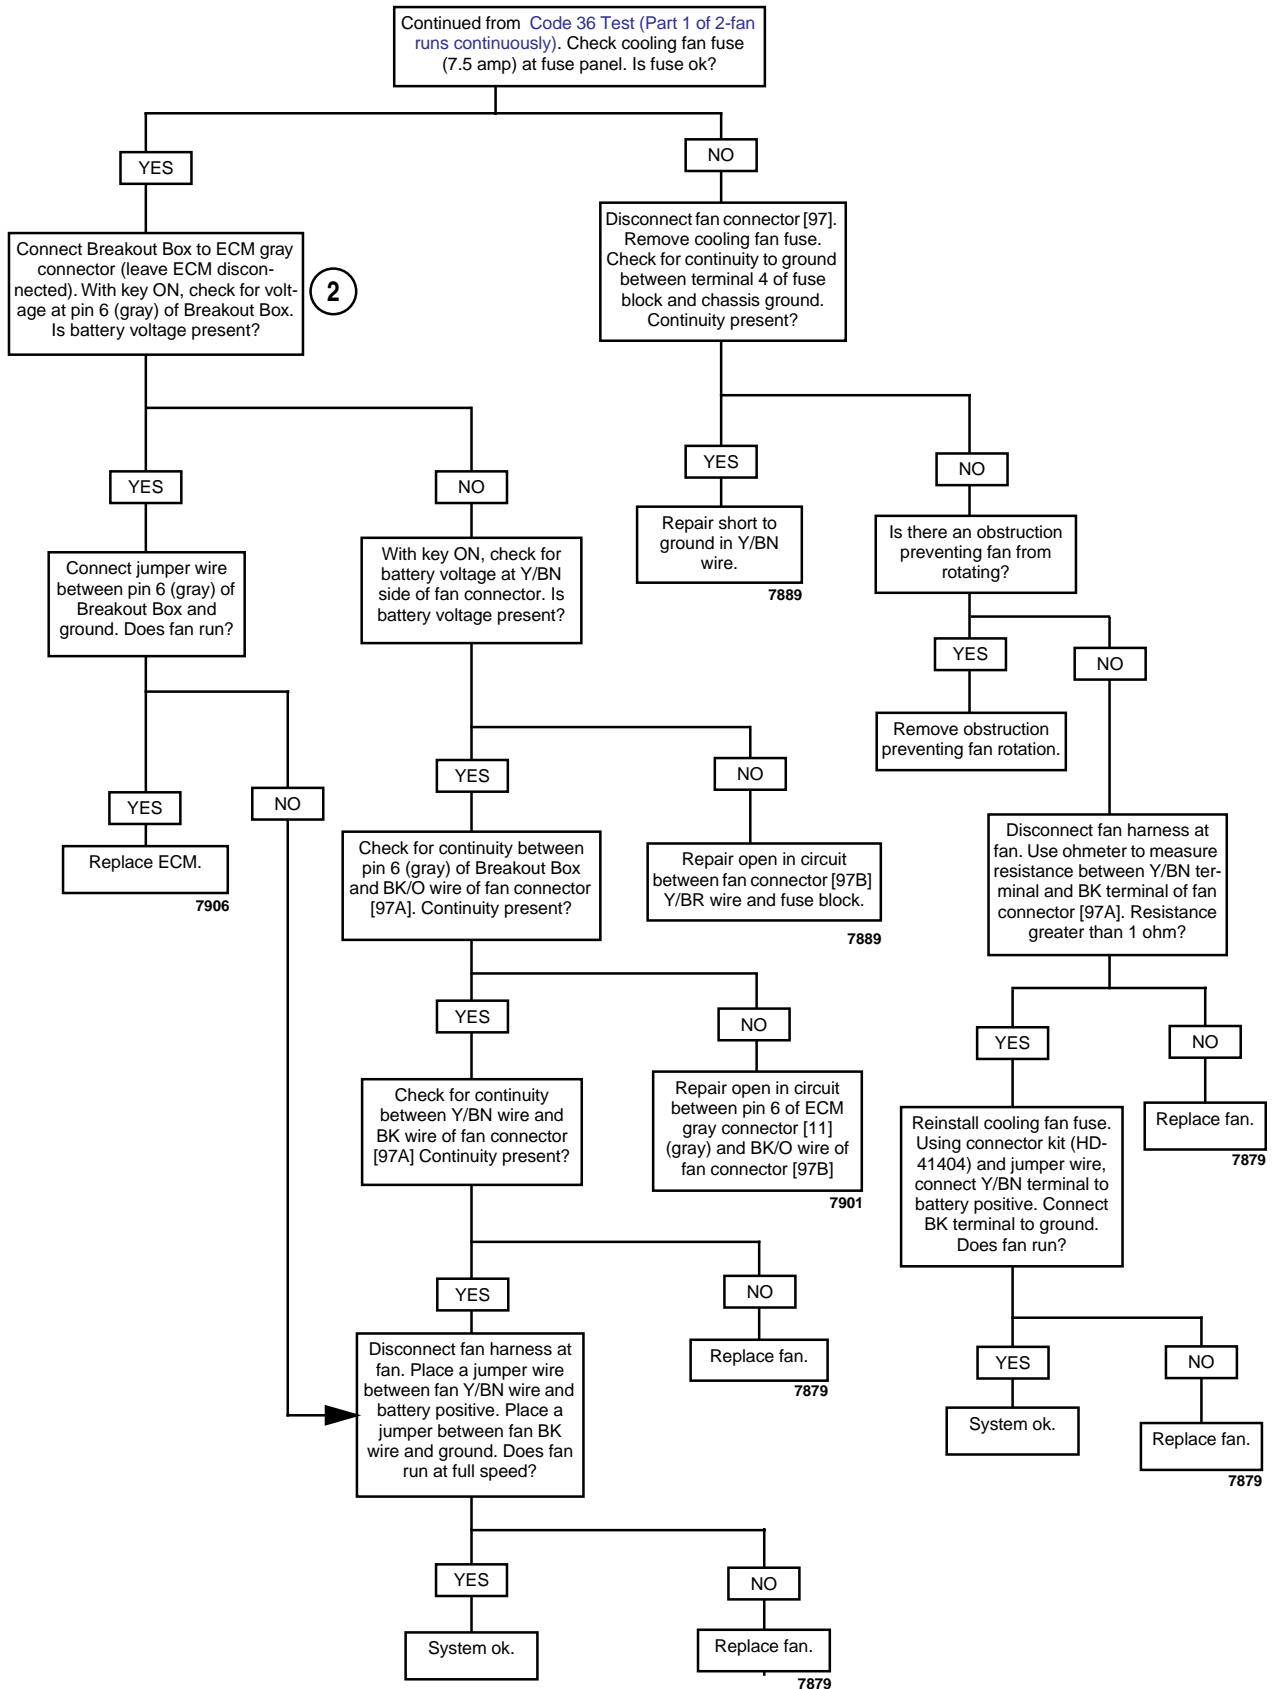 Continued from Code 36 Test (Part 1 of 2-fan
runs continuously). Check cooling fan fuse
(7.5 amp) at fuse panel. Is fuse ok?
YES
NO
Connect Breakout Box to ECM gray
connector (leave ECM discon-
nected). With key ON, check for volt-
age at pin 6 (gray) of Breakout Box.
Is battery voltage present?
2
Disconnect fan connector [97].
Remove cooling fan fuse.
Check for continuity to ground
between terminal 4 of fuse
block and chassis ground.
Continuity present?
YES
NO
YES
NO
Connect jumper wire
between pin 6 (gray) of
Breakout Box and
ground. Does fan run?
With key ON, check for
battery voltage at Y/BN
side of fan connector. Is
battery voltage present?
Repair short to
ground in Y/BN
wire.
7889
Is there an obstruction
preventing fan from
rotating?
YES
NO
Remove obstruction
preventing fan rotation.
YES
NO
YES
NO
Replace ECM.
7906
Check for continuity between
pin 6 (gray) of Breakout Box
and BK/O wire of fan connector
[97A]. Continuity present?
Repair open in circuit
between fan connector [97B]
Y/BR wire and fuse block.
7889
Disconnect fan harness at
fan. Use ohmeter to measure
resistance between Y/BN ter-
minal and BK terminal of fan
connector [97A]. Resistance
greater than 1 ohm?
YES
NO
YES
NO
Check for continuity
between Y/BN wire and
BK wire of fan connector
[97A] Continuity present?
Repair open in circuit
between pin 6 of ECM
gray connector [11]
(gray) and BK/O wire of
fan connector [97B]
7901
Reinstall cooling fan fuse.
Using connector kit (HD-
41404) and jumper wire,
connect Y/BN terminal to
battery positive. Connect
BK terminal to ground.
Does fan run?
Replace fan.
7879
YES
NO
YES
NO
Disconnect fan harness at
fan. Place a jumper wire
between fan Y/BN wire and
battery positive. Place a
jumper between fan BK
wire and ground. Does fan
run at full speed?
Replace fan.
7879
System ok.
Replace fan.
7879
YES
NO
System ok.
Replace fan.
7879